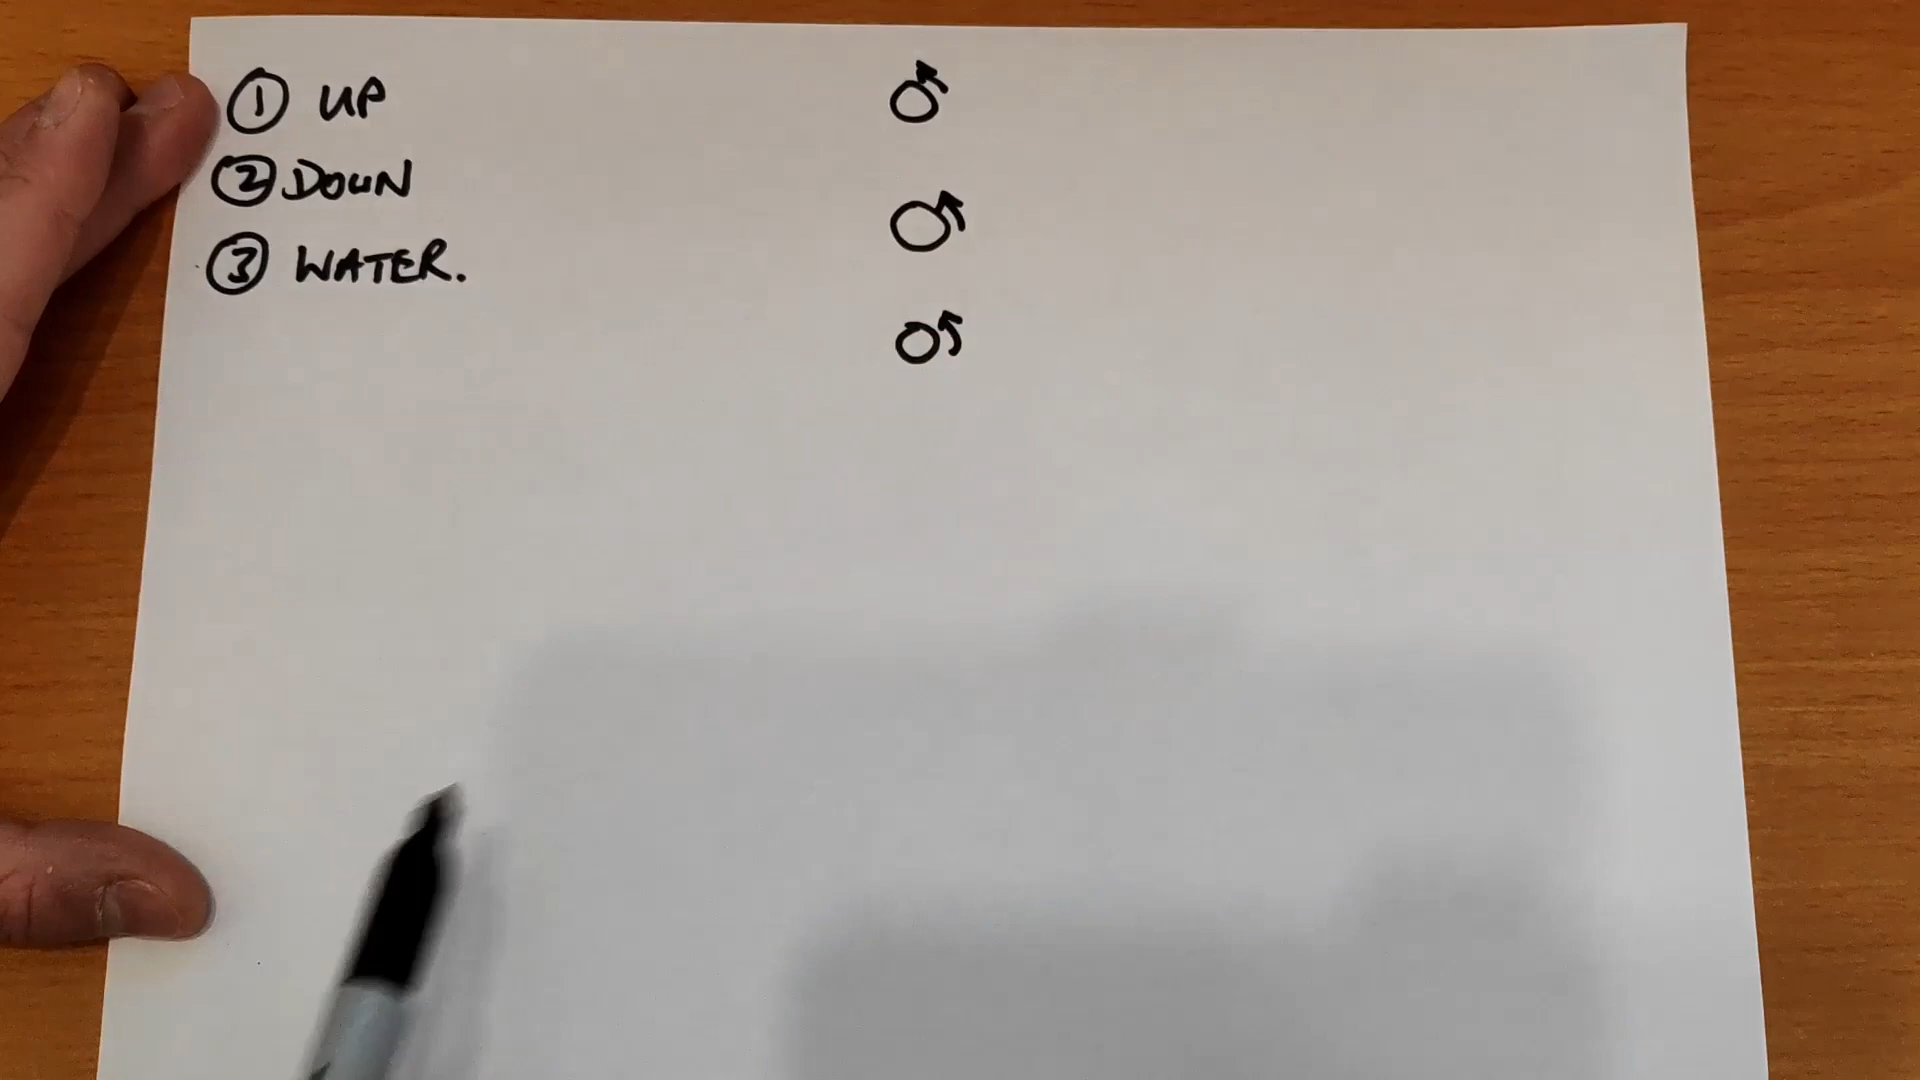 ① UP
② DOWN
③ WATER.